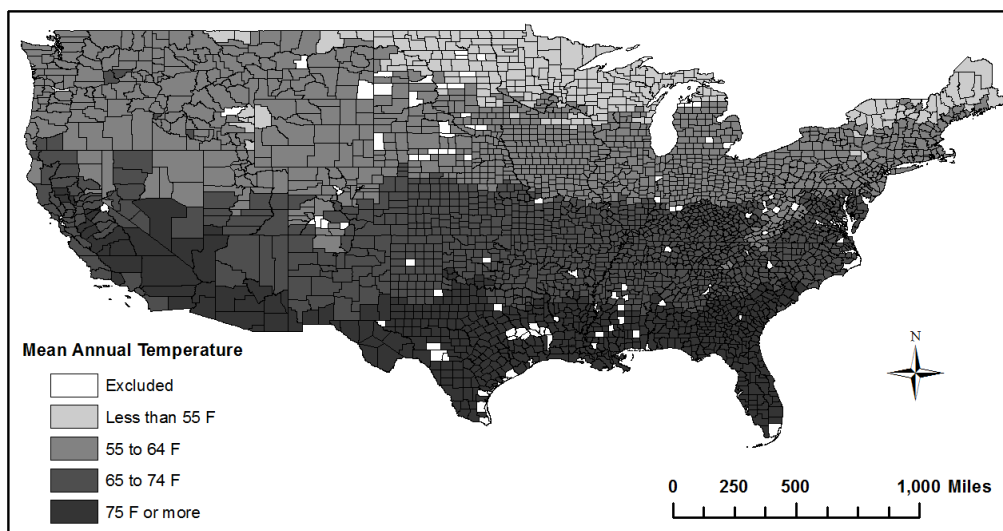 N
Mean Annual Temperature
Excluded
Less than 55 F
55 to 64 F
65 to 74 F
75 F or more
0 250 500 1,000 Miles